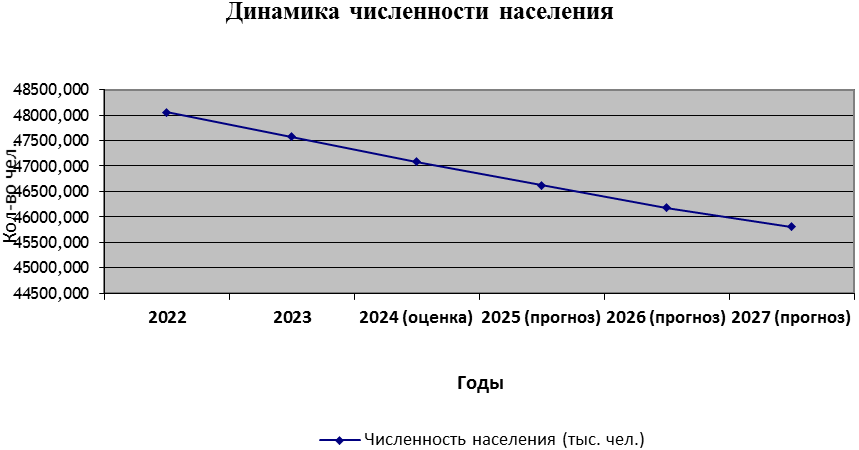 Динамика численности населения
48500,000
48000,000
47500,000
47000,000
46500,000
46000,000
45500,000
45000,000
44500,000
Кол-во чел.
2022 2023 2024 (оценка) 2025 (прогноз) 2026 (прогноз) 2027 (прогноз)
Годы
Численность населения (тыс. чел.)